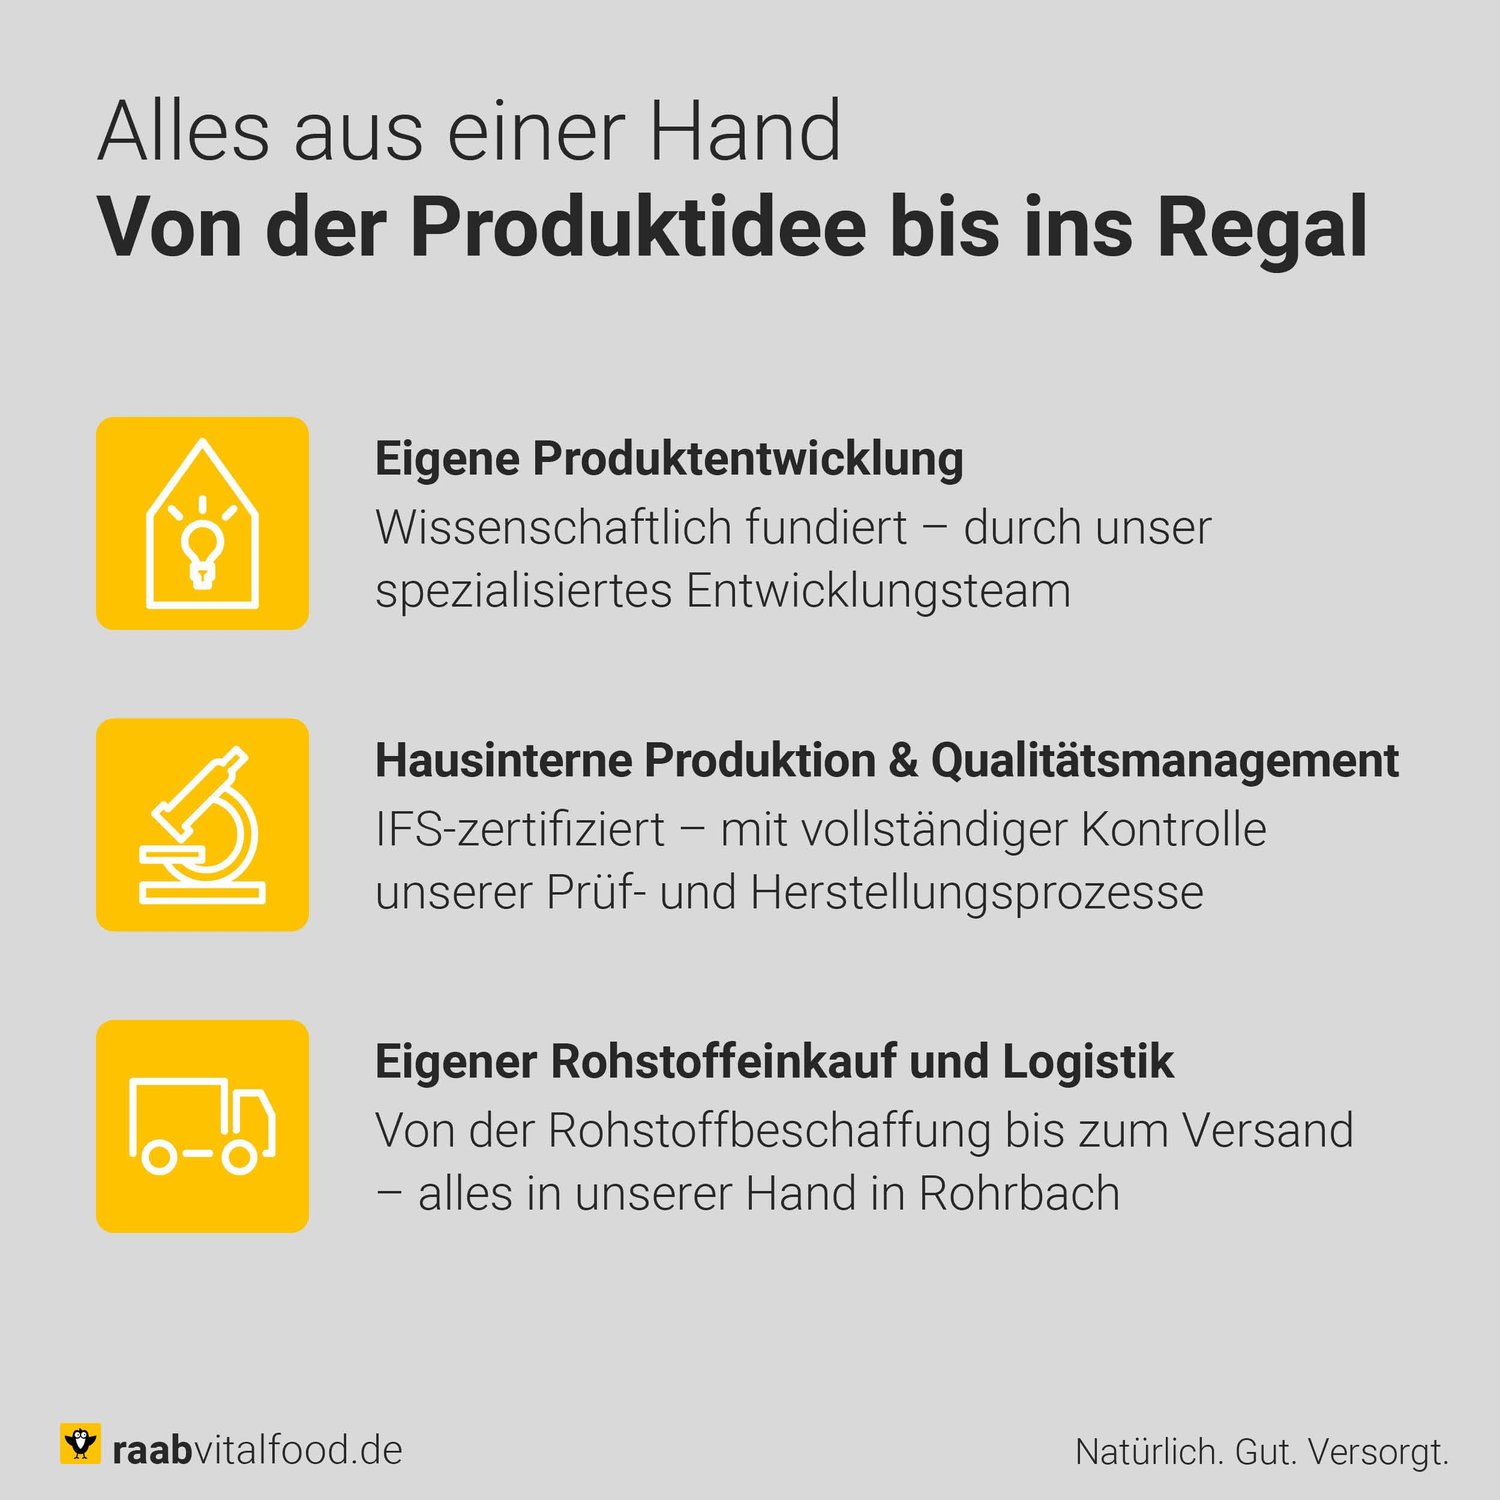 Alles aus einer Hand
Von der Produktidee bis ins Regal
Eigene Produktentwicklung
Wissenschaftlich fundiert – durch unser
spezialisiertes Entwicklungsteam
Hausinterne Produktion & Qualitätsmanagement
IFS-zertifiziert – mit vollständiger Kontrolle
unserer Prüf- und Herstellungsprozesse
Eigener Rohstoffeinkauf und Logistik
Von der Rohstoffbeschaffung bis zum Versand
– alles in unserer Hand in Rohrbach
raabvitalfood.de
Natürlich. Gut. Versorgt.